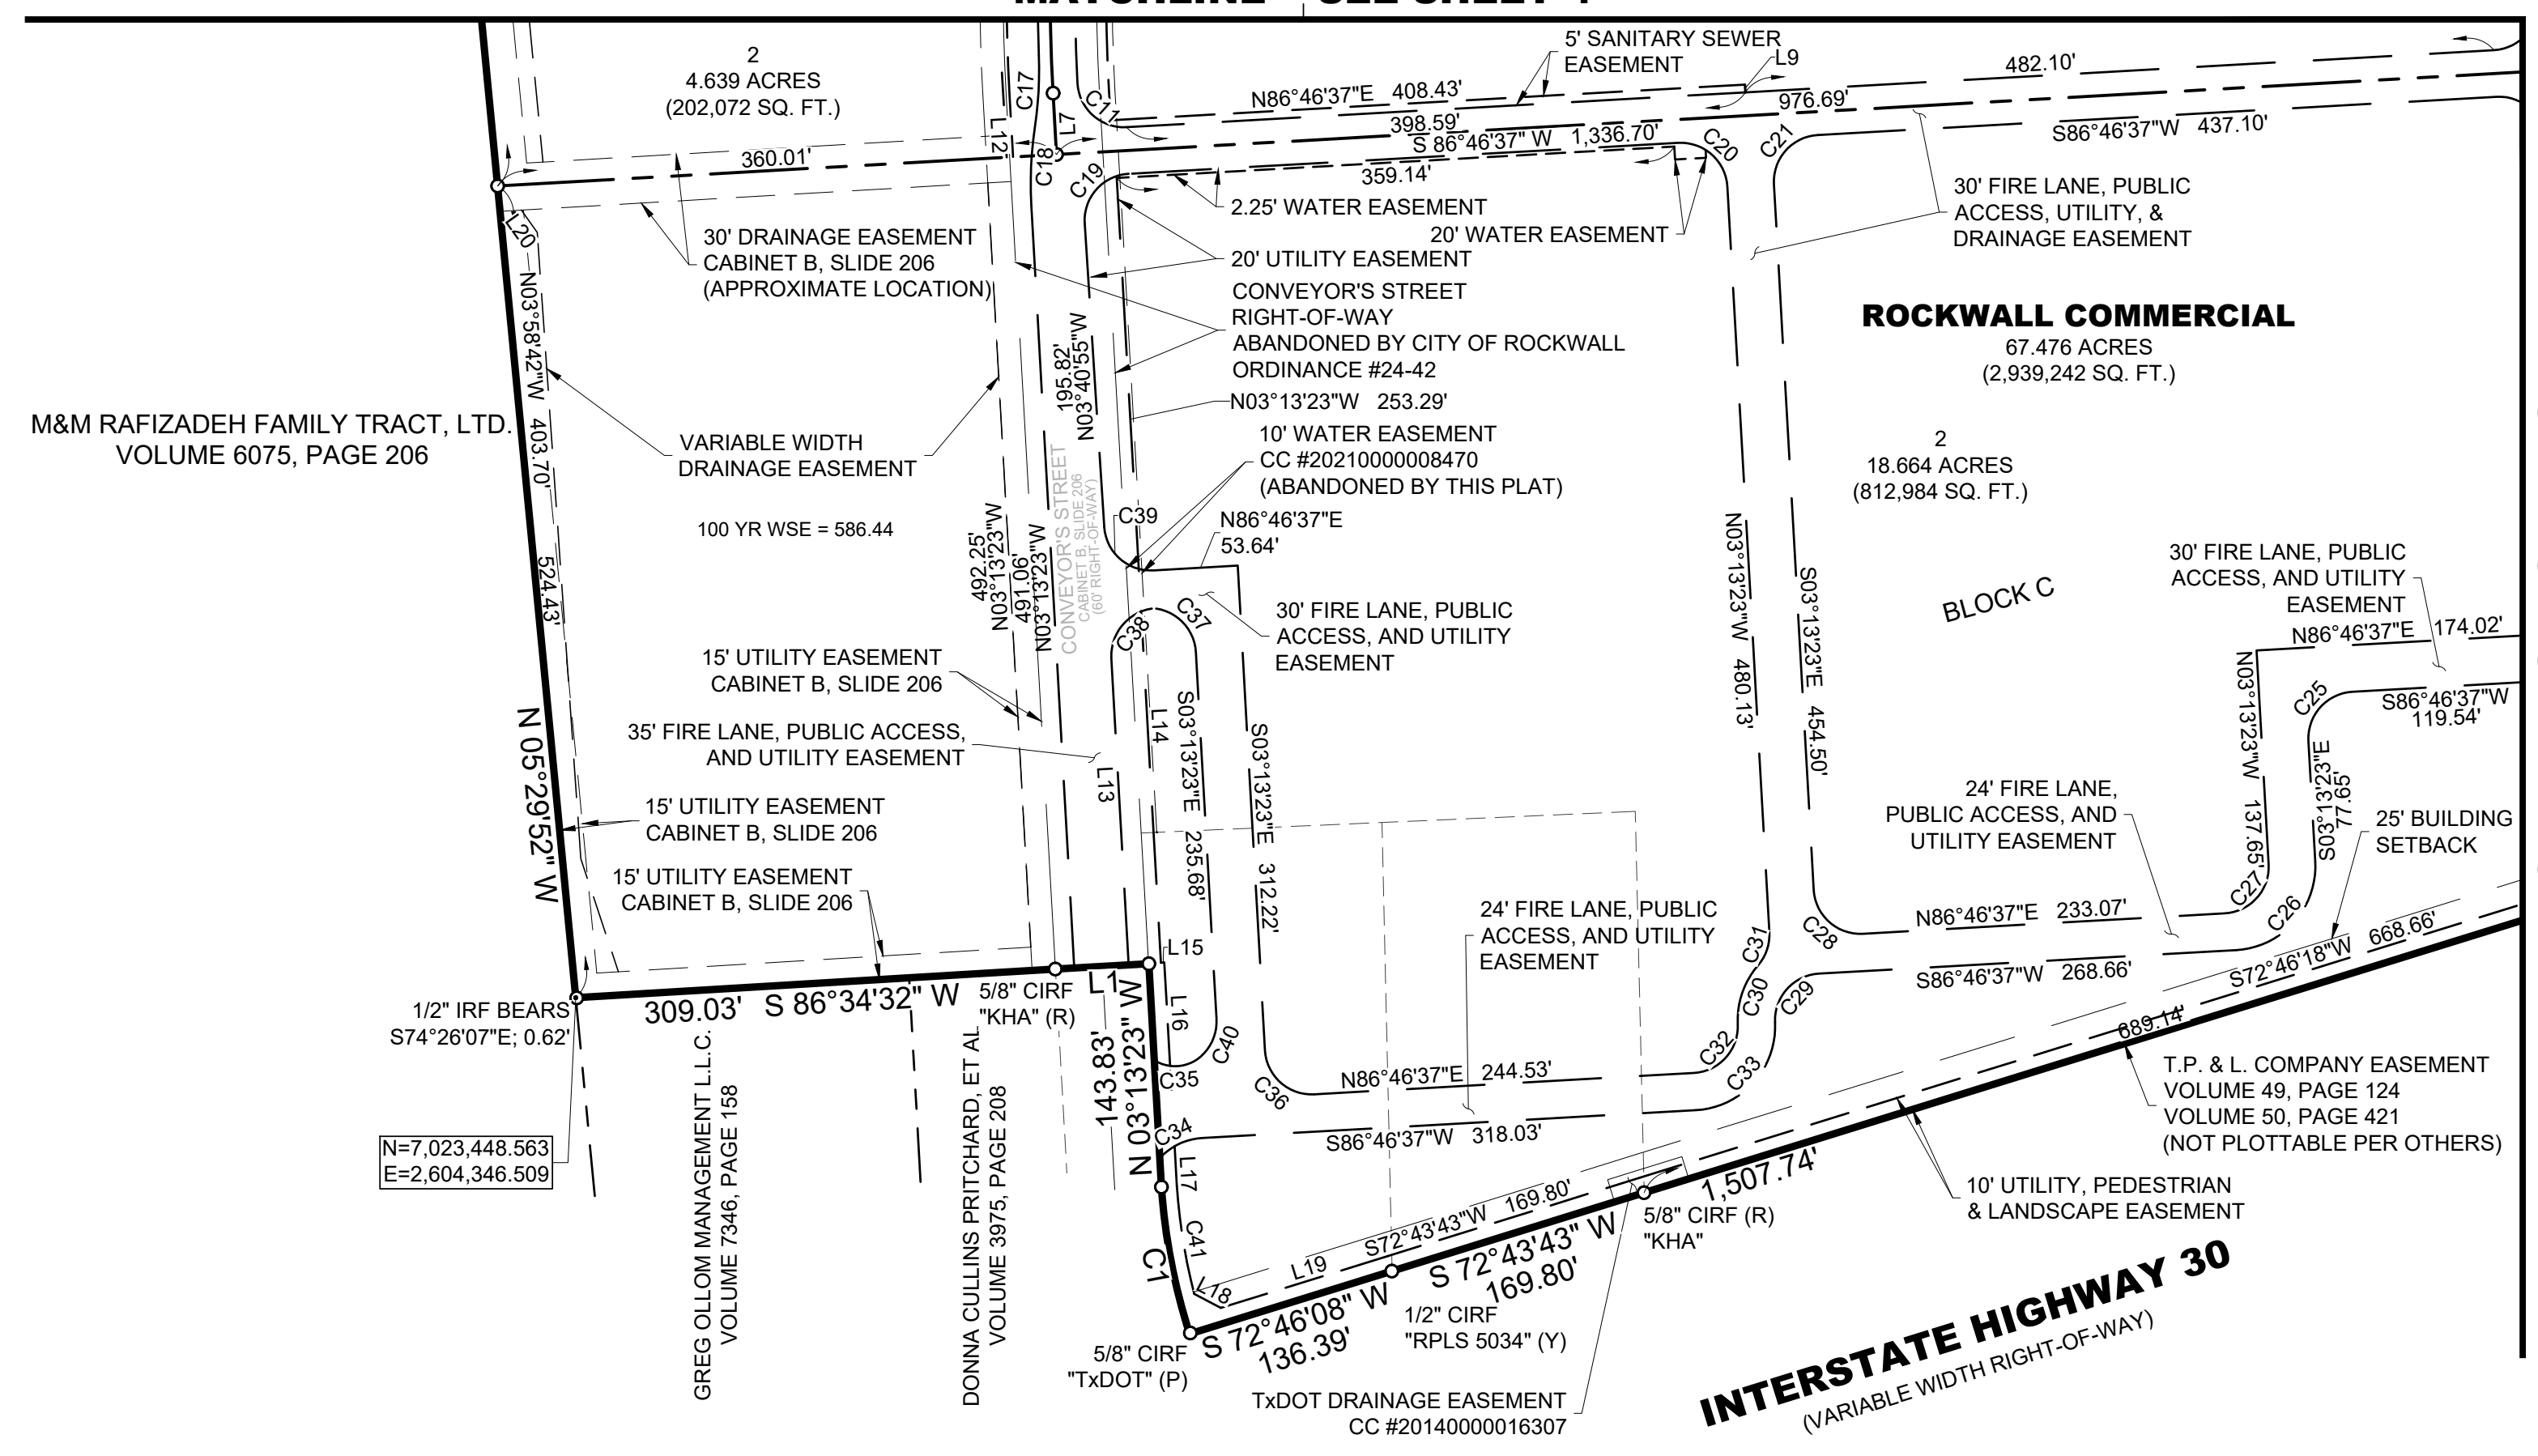 2
4.639 ACRES
(202,072 SQ. FT.)
5' SANITARY SEWER
EASEMENT
L9
482.10'
N86°46'37"E 408.43'
976.69'
398.59'
S 86°46'37" W 1,336.70'
359.14'
S86°46'37"W 437.10'
360.01'
C17
L7
C11
L12
C18
C19
C20
C21
L20
2.25' WATER EASEMENT
20' WATER EASEMENT
30' FIRE LANE, PUBLIC
ACCESS, UTILITY, &
DRAINAGE EASEMENT
30' DRAINAGE EASEMENT
CABINET B, SLIDE 206
(APPROXIMATE LOCATION)
20' UTILITY EASEMENT
CONVEYOR'S STREET
RIGHT-OF-WAY
ABANDONED BY CITY OF ROCKWALL
ORDINANCE #24-42
N03°13'23"W 253.29'
ROCKWALL COMMERCIAL
67.476 ACRES
(2,939,242 SQ. FT.)
N03°58'42"W 403.70'
195.82'
N03°40'55"W
M&M RAFIZADEH FAMILY TRACT, LTD.
VOLUME 6075, PAGE 206
VARIABLE WIDTH
DRAINAGE EASEMENT
10' WATER EASEMENT
CC #20210000008470
(ABANDONED BY THIS PLAT)
2
18.664 ACRES
(812,984 SQ. FT.)
100 YR WSE = 586.44
C39
N86°46'37"E
53.64'
CONVEYOR'S STREET
CABINET B, SLIDE 206
(60' RIGHT-OF-WAY)
492.25'
N03°13'23"W
491.06'
N03°13'23"W
524.43'
N03°13'23"W 480.13'
S03°13'23"E 454.50'
BLOCK C
30' FIRE LANE, PUBLIC
ACCESS, AND UTILITY
EASEMENT
30' FIRE LANE, PUBLIC
ACCESS, AND UTILITY
EASEMENT
C37
C38
N86°46'37"E 174.02'
15' UTILITY EASEMENT
CABINET B, SLIDE 206
C25
S86°46'37"W
119.54'
N03°13'23"W 137.65'
S03°13'23"E
77.69'
35' FIRE LANE, PUBLIC ACCESS,
AND UTILITY EASEMENT
L13
L14
S03°13'23"E 235.68'
S03°13'23"E 312.22'
N 05°29'52" W
15' UTILITY EASEMENT
CABINET B, SLIDE 206
24' FIRE LANE,
PUBLIC ACCESS, AND
UTILITY EASEMENT
25' BUILDING
SETBACK
15' UTILITY EASEMENT
CABINET B, SLIDE 206
24' FIRE LANE, PUBLIC
ACCESS, AND UTILITY
EASEMENT
C31
C28
N86°46'37"E 233.07'
C27
C26
S86°46'37"W 268.66'
S72°46'18"W 668.66'
L15
L1
1/2" IRF BEARS
S74°26'07"E; 0.62'
309.03' S 86°34'32" W
5/8" CIRF
"KHA" (R)
L16
C40
C35
C30
C29
C32
C33
689.14'
143.83'
N 03°13'23" W
C36
N86°46'37"E 244.53'
T.P. & L. COMPANY EASEMENT
VOLUME 49, PAGE 124
VOLUME 50, PAGE 421
(NOT PLOTTABLE PER OTHERS)
GREG OLLOM MANAGEMENT L.L.C.
VOLUME 7346, PAGE 158
DONNA CULLINS PRITCHARD, ET AL
VOLUME 3975, PAGE 208
C34
S86°46'37"W 318.03'
N=7,023,448.563
E=2,604,346.509
L17
1,507.74'
10' UTILITY, PEDESTRIAN
& LANDSCAPE EASEMENT
C1
C41
L18
L19
S72°43'43"W 169.80'
S 72°43'43" W
169.80'
5/8" CIRF (R)
"KHA"
S 72°46'08" W
136.39'
1/2" CIRF
"RPLS 5034" (Y)
5/8" CIRF
"TxDOT" (P)
INTERSTATE HIGHWAY 30
(VARIABLE WIDTH RIGHT-OF-WAY)
TxDOT DRAINAGE EASEMENT
CC #20140000016307